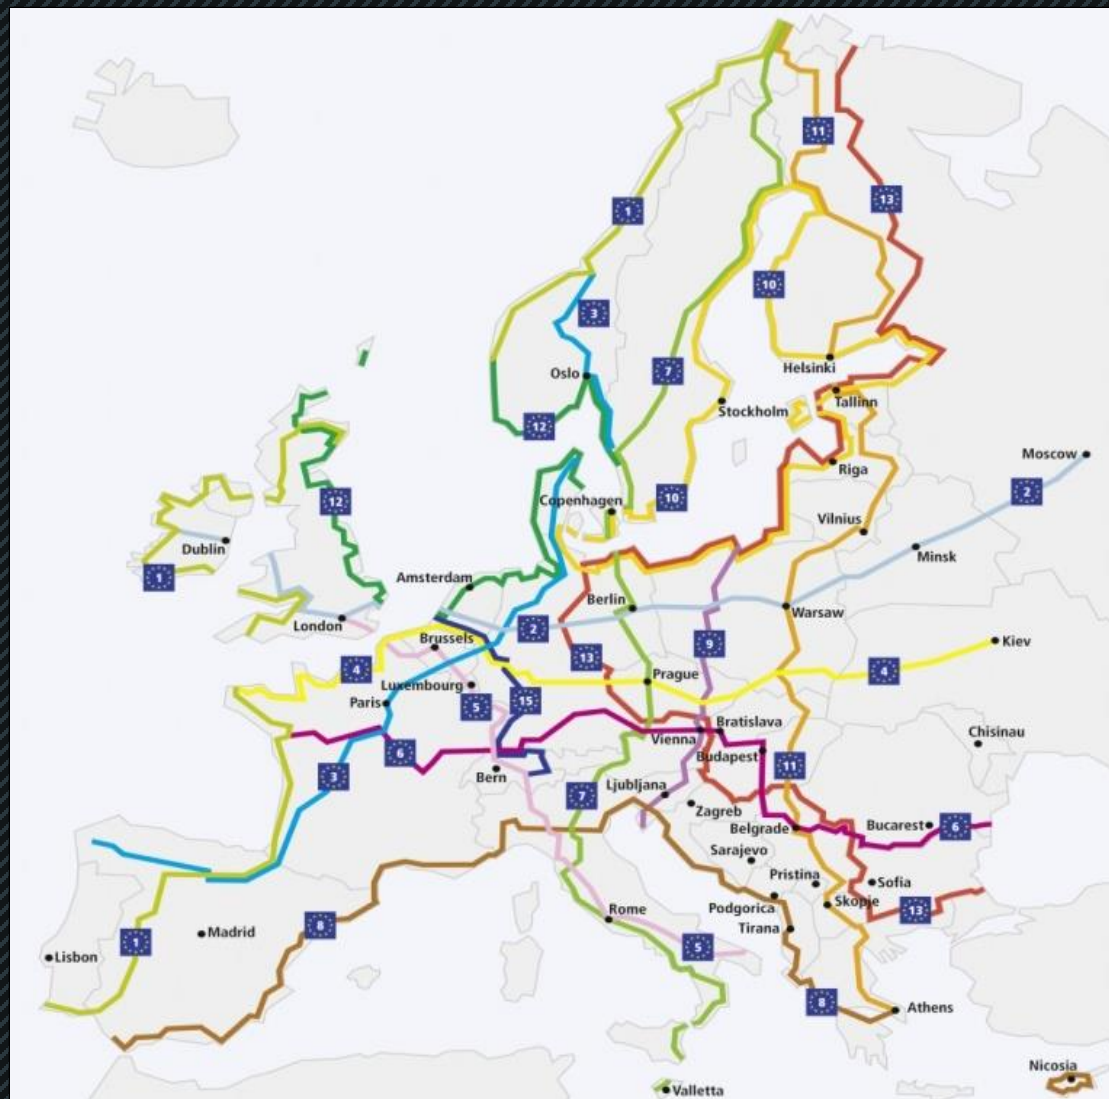 11
13
1
10
3
Oslo
7
Helsinki
Tallinn
Stockholm
12
Riga
Moscow
2
12
Copenhagen
10
Vilnius
Dublin
Minsk
1
Amsterdam
Berlin
Warsaw
London
2
Brussels
13
9
Kiev
4
4
Luxembourg
Prague
Paris
5
15
Bratislava
Chisinau
6
Vienna
Budapest
Bern
3
11
7
Ljubljana
Zagreb
Belgrade
Bucarest
6
Sarajevo
Pristina
Sofia
Podgorica
Skopje
13
Rome
Tirana
8
Madrid
1
5
Lisbon
8
Athens
Nicosia
Valletta